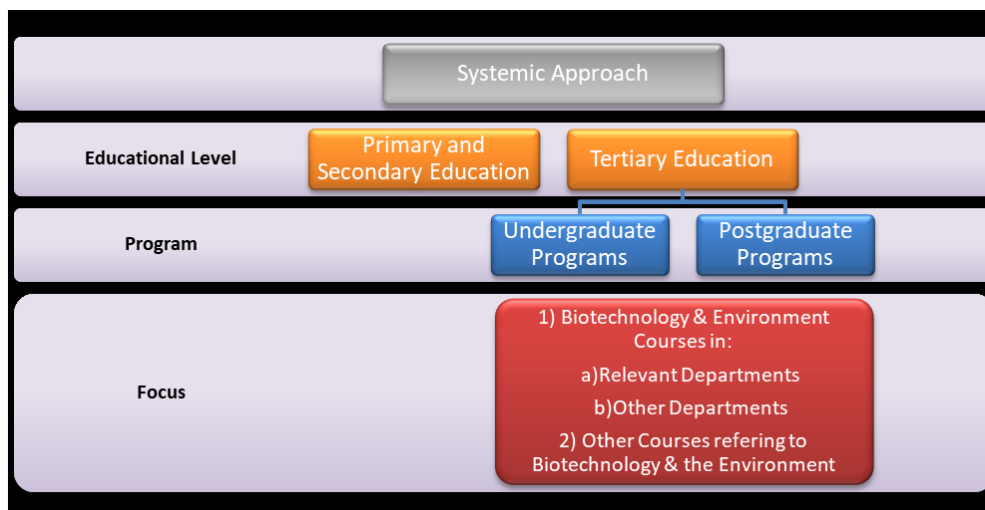 Systemic Approach
Educational Level
Primary and
Secondary Education
Tertiary Education
Program
Undergraduate
Programs
Postgraduate
Programs
Focus
1) Biotechnology & Environment
Courses in:
a)Relevant Departments
b)Other Departments
2) Other Courses refering to
Biotechnology & the Environment